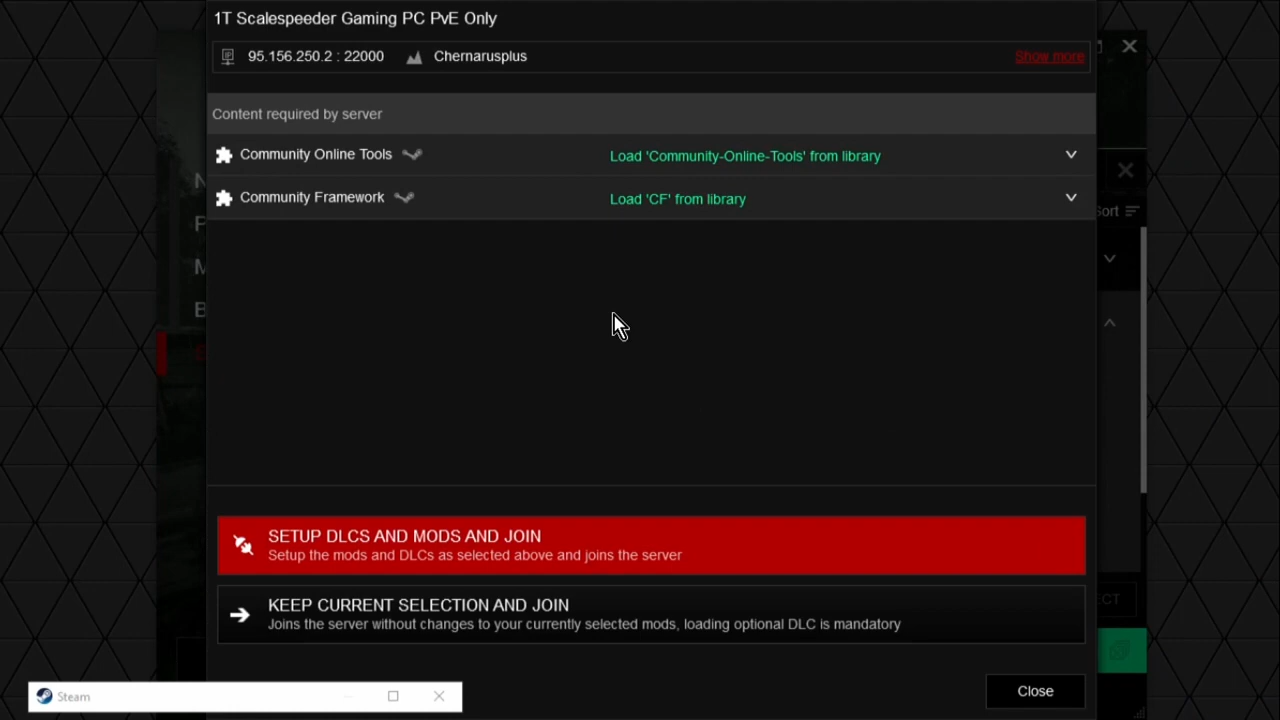 1T Scalespeeder Gaming PC PvE Only
95.156.250.2 : 22000 Chernarusplus Show more
Content required by server
Community Online Tools Load 'Community-Online-Tools' from library
Community Framework Load 'CF' from library
Sort
SETUP DLCS AND MODS AND JOIN
Setup the mods and DLCs as selected above and joins the server
KEEP CURRENT SELECTION AND JOIN
Joins the server without changes to your currently selected mods, loading optional DLC is mandatory
Steam
Close